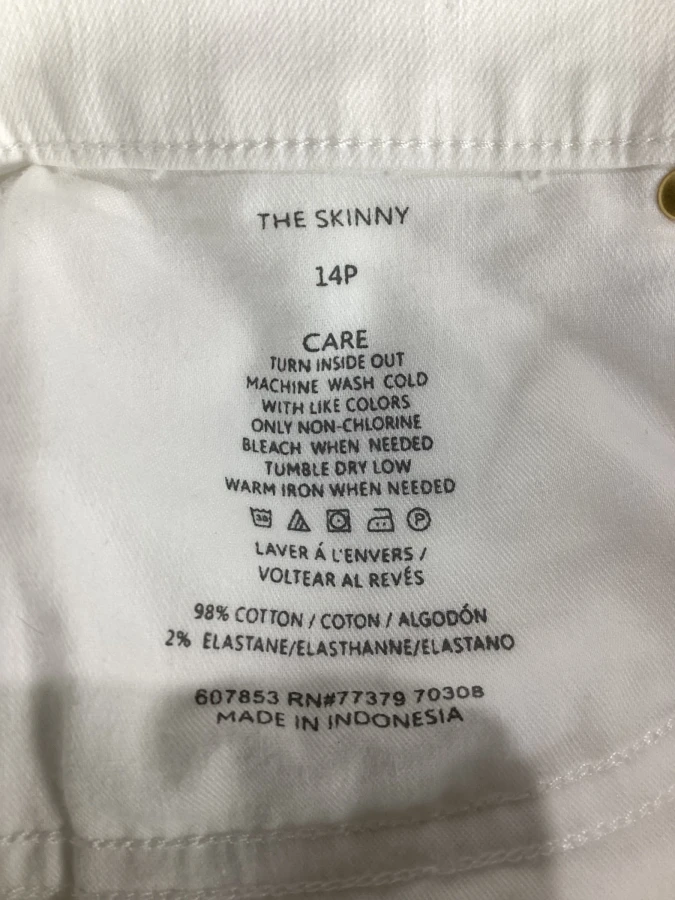 THE SKINNY
14P
CARE
TURN INSIDE OUT
MACHINE WASH COLD
WITH LIKE COLORS
ONLY NON-CHLORINE
BLEACH WHEN NEEDED
TUMBLE DRY LOW
WARM IRON WHEN NEEDED
30 P
LAVER Á L'ENVERS /
VOLTEAR AL REVÉS
98% COTTON / COTON / ALGODÓN
2% ELASTANE/ELASTHANNE/ELASTANO
607853 RN#77379 70308
MADE IN INDONESIA